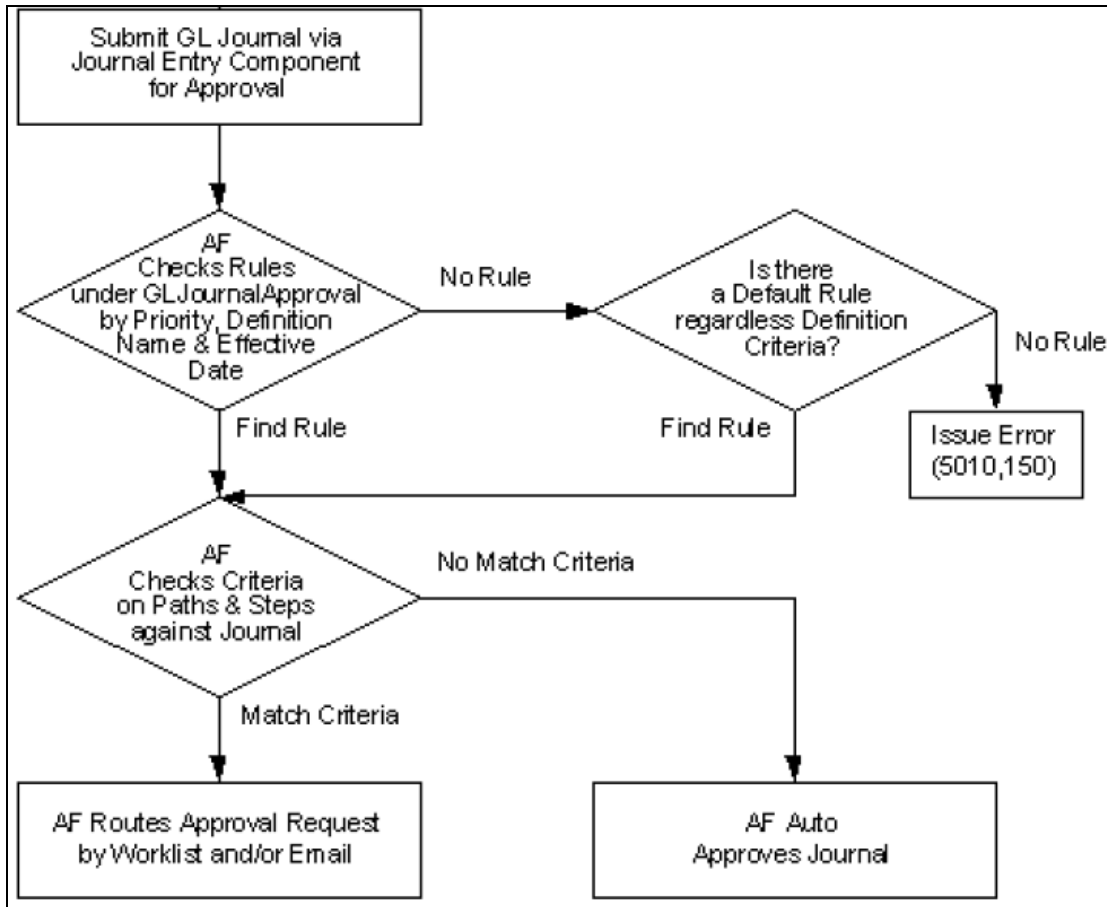 Submit GL Journal via
Journal Entry Component
for Approval
AF
Checks Rules
under GLJournalApproval
by Priority, Definition
Name & Effective
Date
No Rule
Is there
a Default Rule
regardless Definition
Criteria?
No Rule
Find Rule
Find Rule
Issue Error
(5010,150)
AF
Checks Criteria
on Paths & Steps
against Journal
No Match Criteria
Match Criteria
AF Routes Approval Request
by Worklist and/or Email
AF Auto
Approves Journal